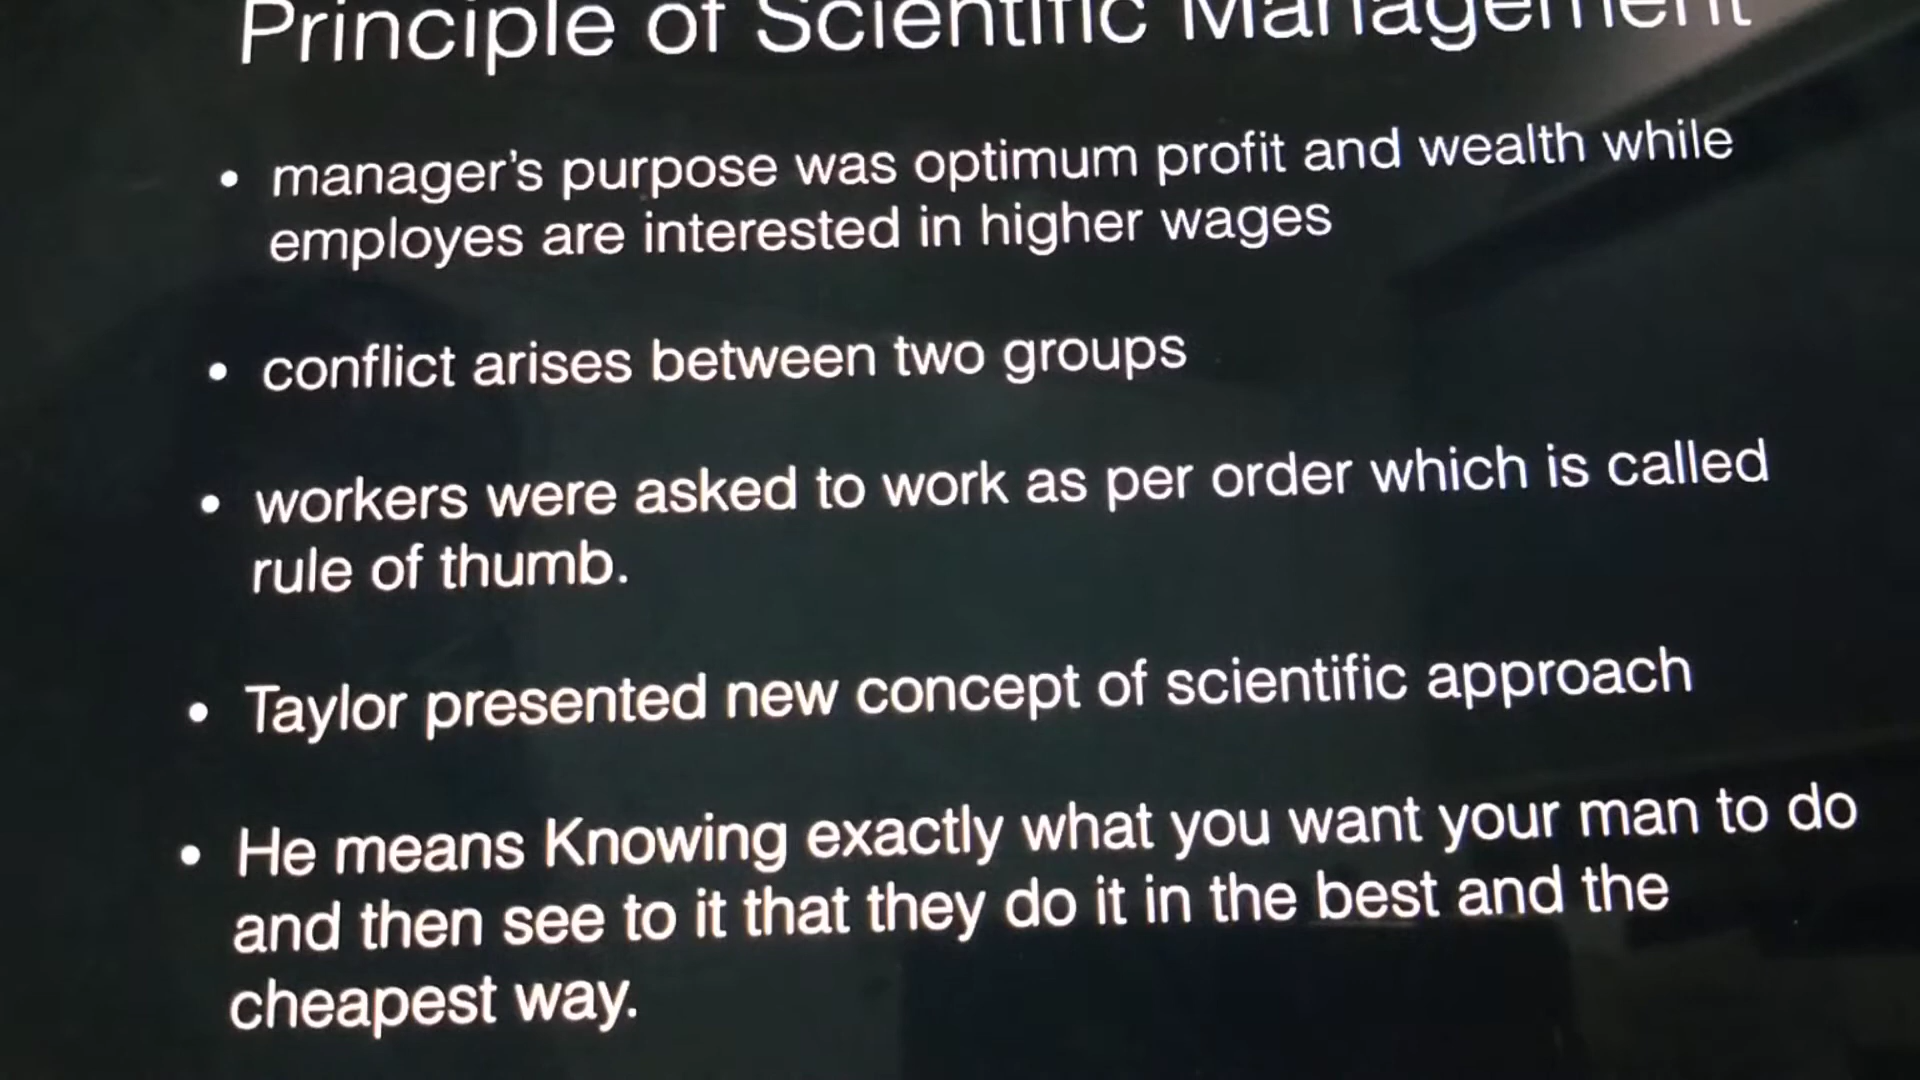 Principle of Scientific Management
• manager's purpose was optimum profit and wealth while
employes are interested in higher wages
• conflict arises between two groups
• workers were asked to work as per order which is called
rule of thumb.
• Taylor presented new concept of scientific approach
• He means Knowing exactly what you want your man to do
and then see to it that they do it in the best and the
cheapest way.